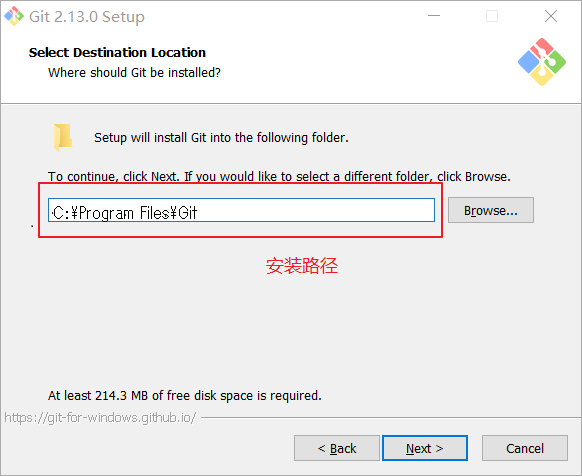 Git 2.13.0 Setup
Select Destination Location
Where should Git be installed?
Setup will install Git into the following folder.
To continue, click Next. If you would like to select a different folder, click Browse.
C:¥Program Files¥Git
Browse...
安装路径
At least 214.3 MB of free disk space is required.
https://git-for-windows.github.io/
< Back
Next >
Cancel